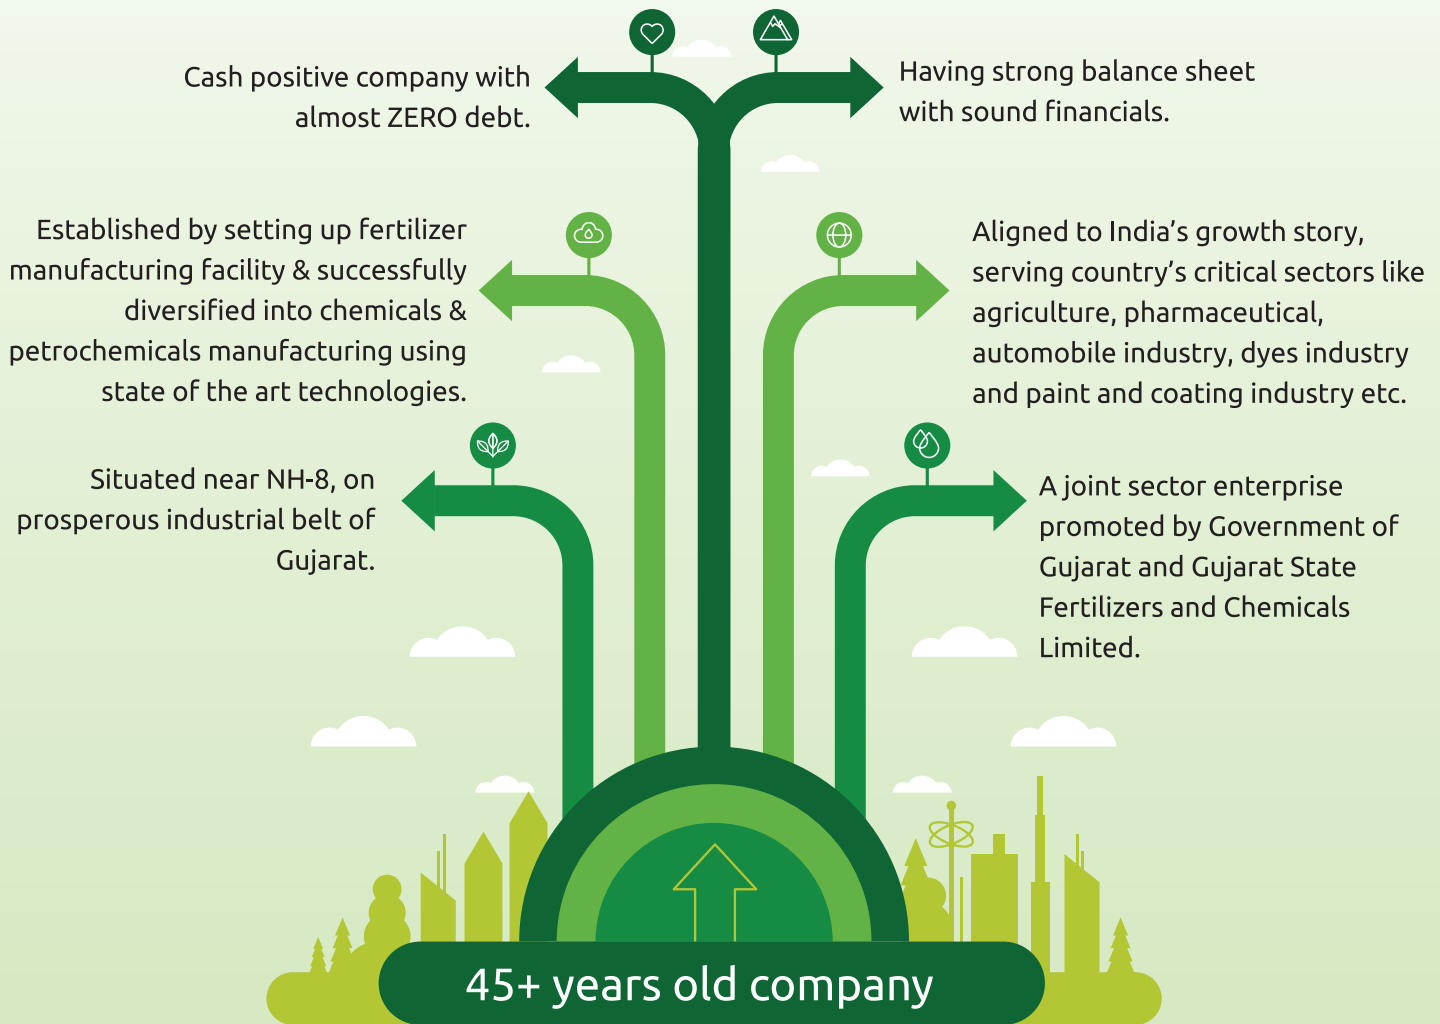 Cash positive company with
almost ZERO debt.
Having strong balance sheet
with sound financials.
Established by setting up fertilizer
manufacturing facility & successfully
diversified into chemicals &
petrochemicals manufacturing using
state of the art technologies.
Aligned to India’s growth story,
serving country’s critical sectors like
agriculture, pharmaceutical,
automobile industry, dyes industry
and paint and coating industry etc.
Situated near NH-8, on
prosperous industrial belt of
Gujarat.
A joint sector enterprise
promoted by Government of
Gujarat and Gujarat State
Fertilizers and Chemicals
Limited.
45+ years old company